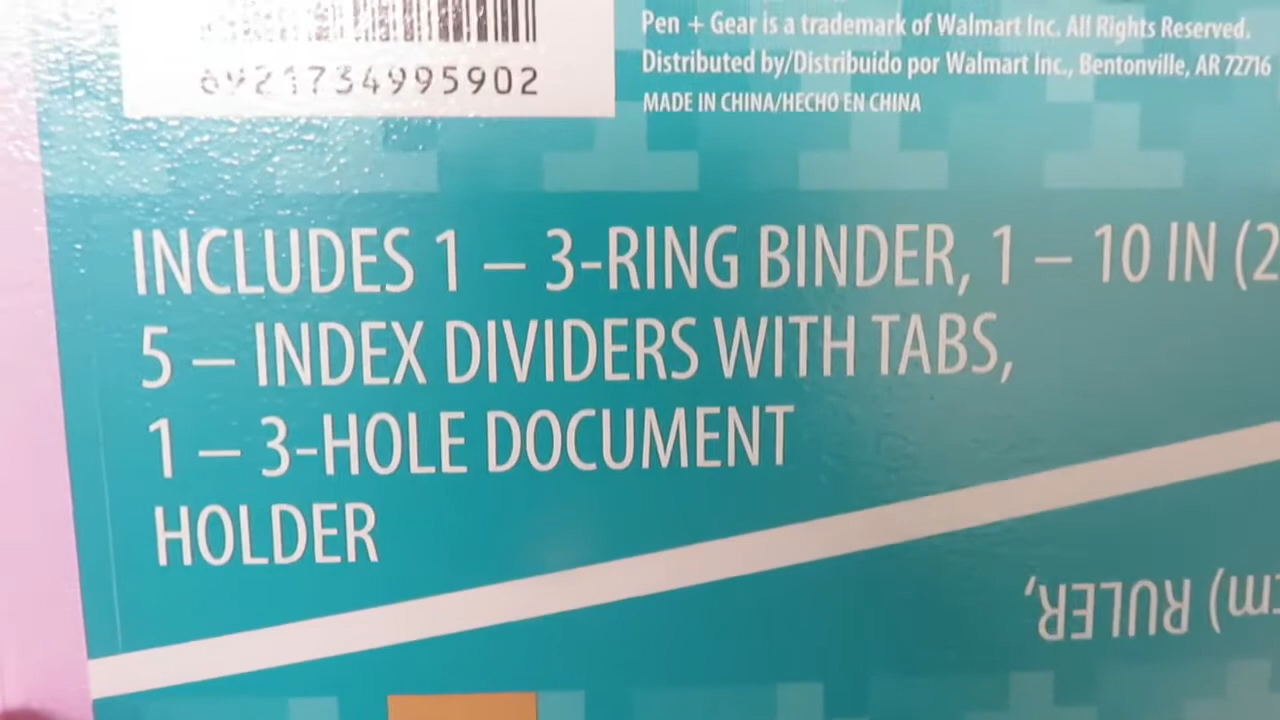 6921734995902
Pen + Gear is a trademark of Walmart Inc. All Rights Reserved.
Distributed by/Distribuido por Walmart Inc., Bentonville, AR 72716
MADE IN CHINA/HECHO EN CHINA
INCLUDES 1 – 3-RING BINDER, 1 – 10 IN (2
5 – INDEX DIVIDERS WITH TABS,
1 – 3-HOLE DOCUMENT
HOLDER
cm) RULER,